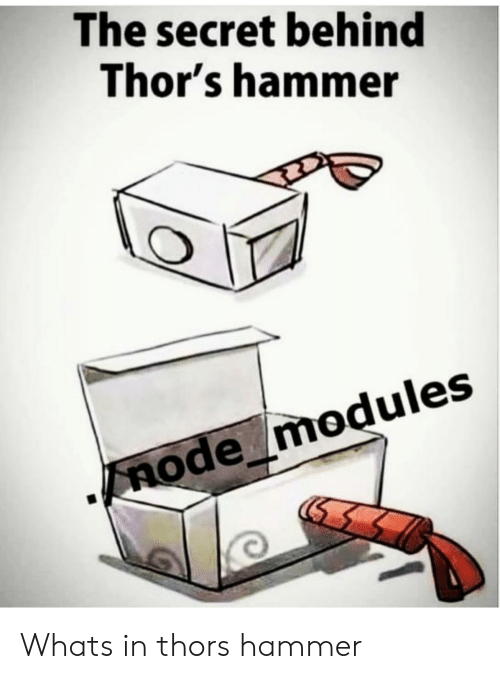 The secret behind
Thor's hammer
./node_modules
Whats in thors hammer